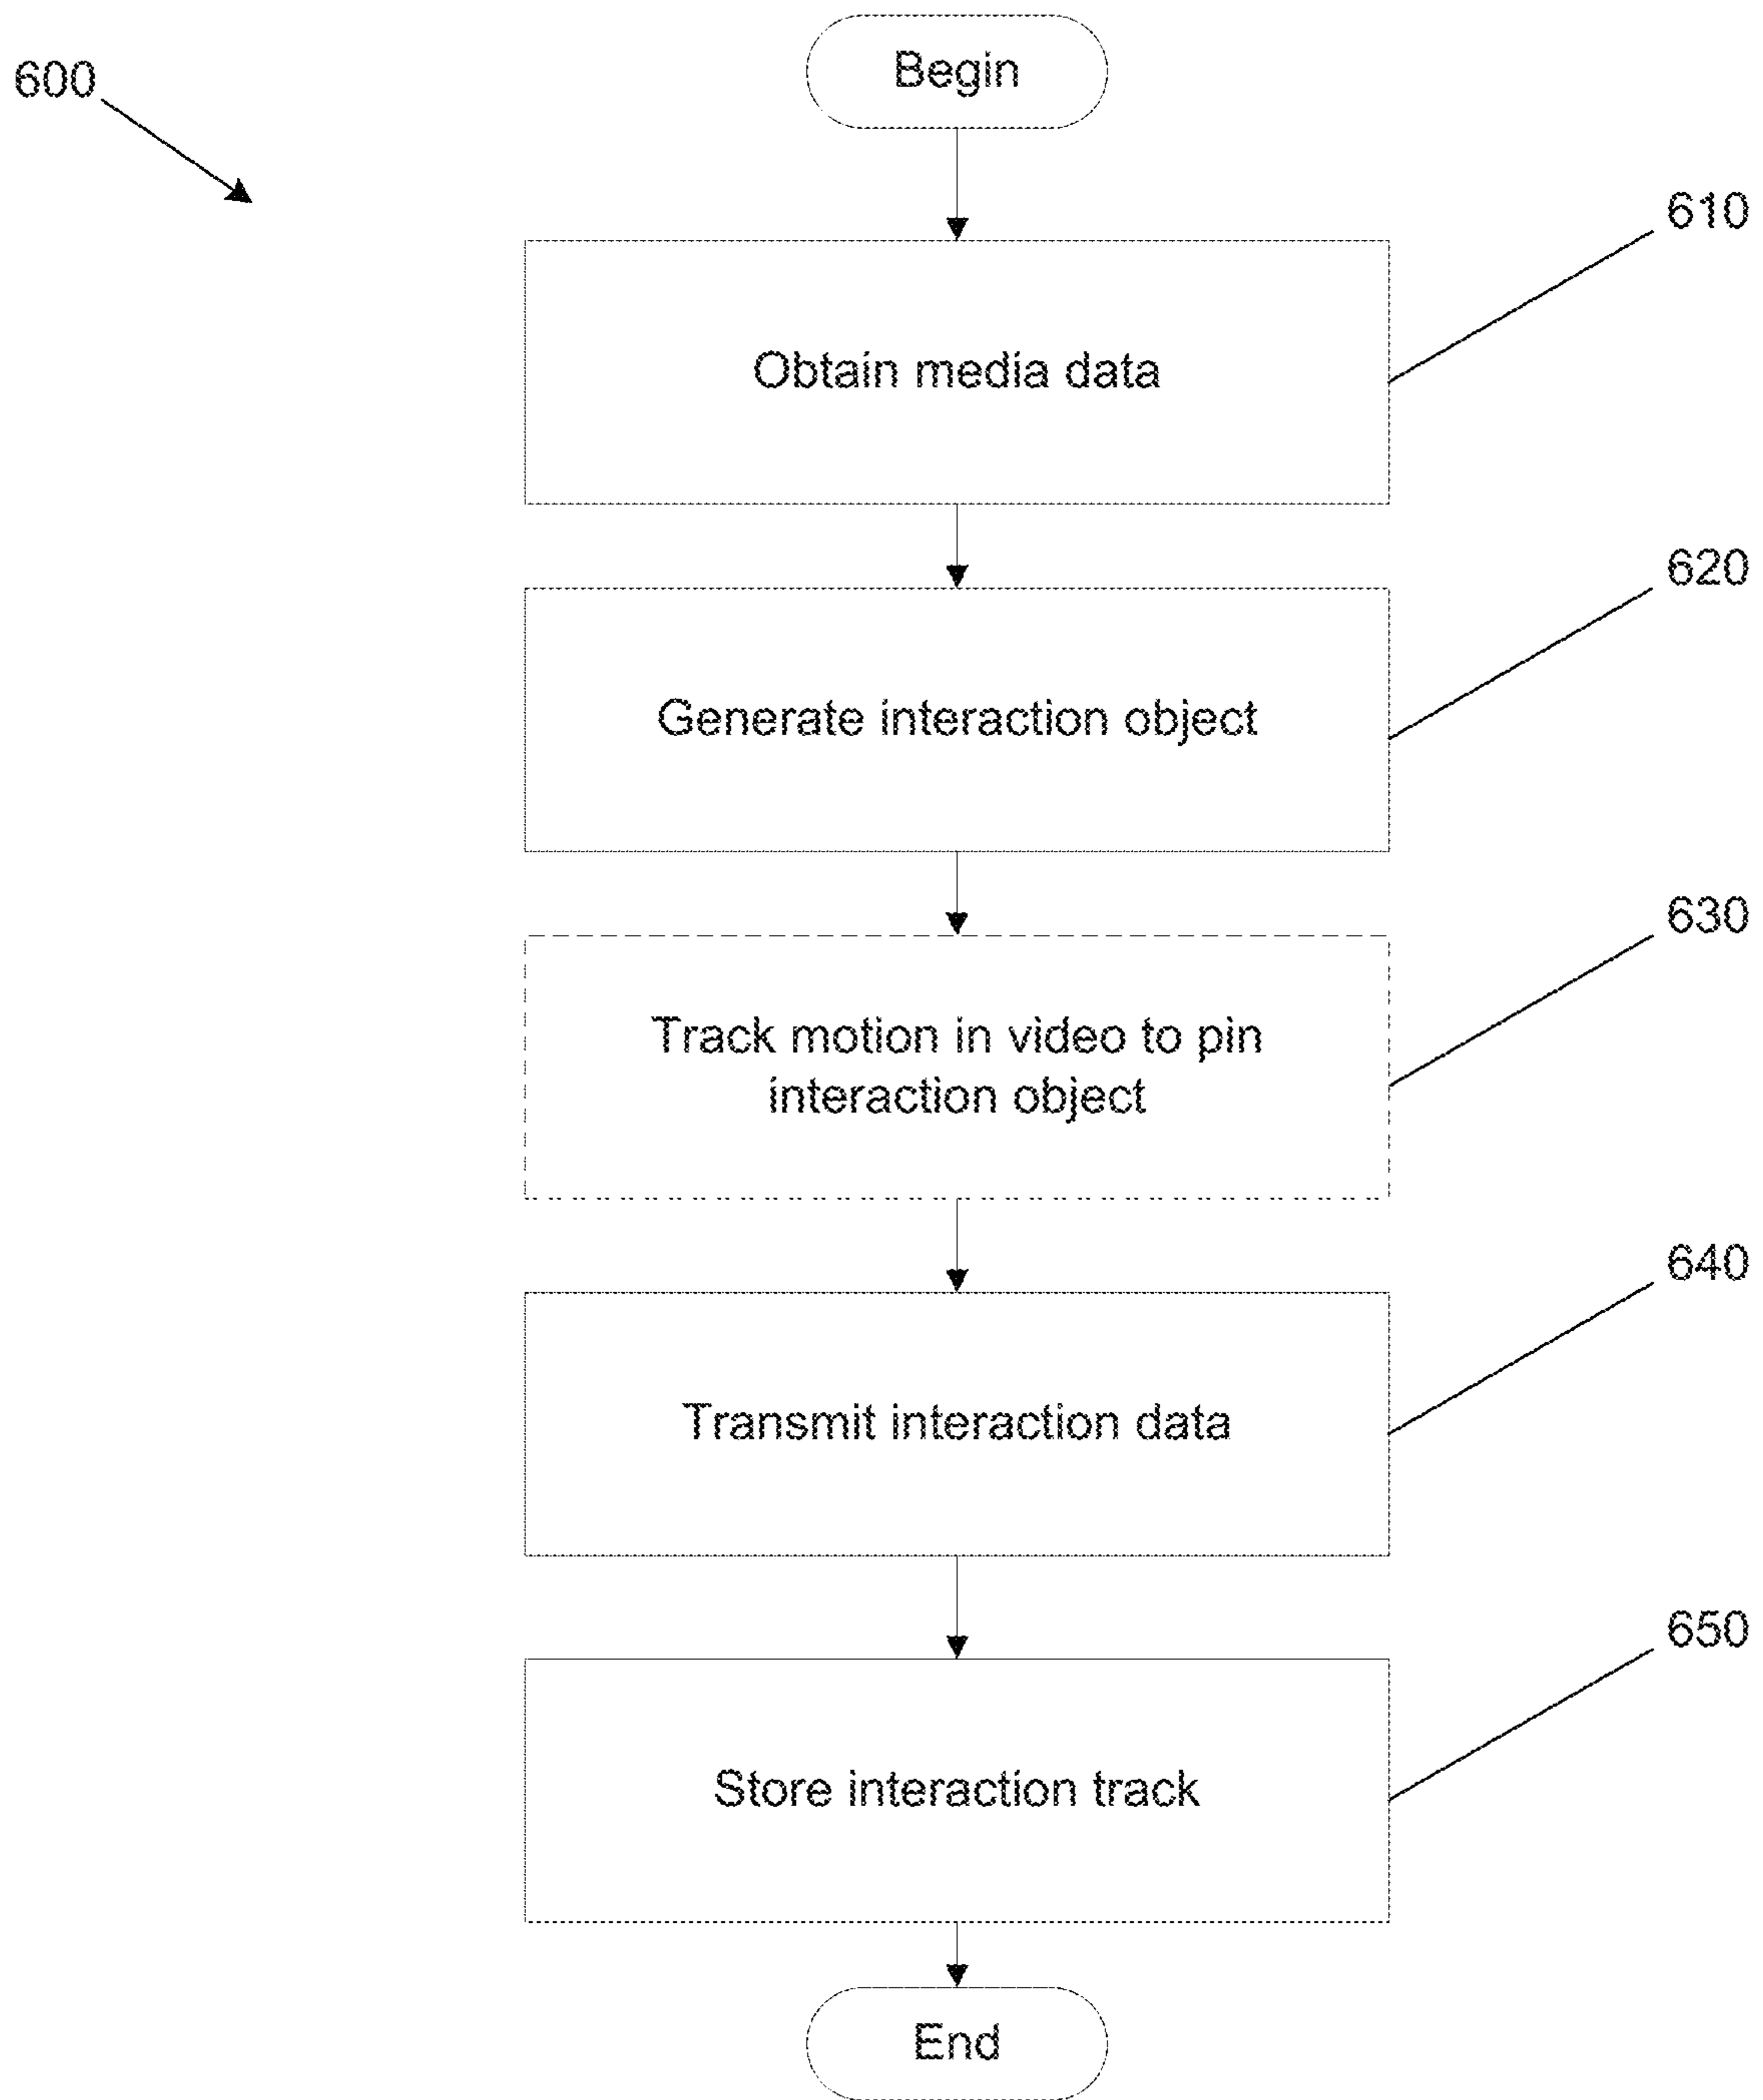 600
Begin
610
Obtain media data
620
Generate interaction object
630
Track motion in video to pin
interaction object
640
Transmit interaction data
650
Store interaction track
End